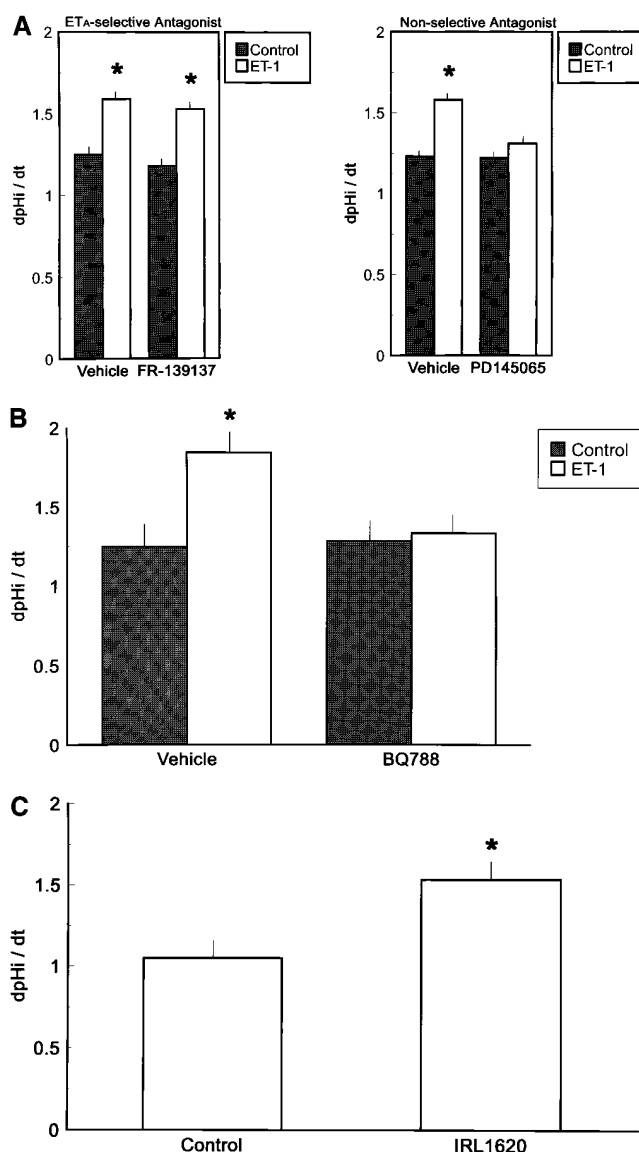 A
ETA-selective Antagonist
Control
ET-1
2
1.5
1
0.5
0
dpHi / dt
*
*
Vehicle FR-139137
Non-selective Antagonist
Control
ET-1
2
1.5
1
0.5
0
dpHi / dt
*
Vehicle PD145065
B
Control
ET-1
2
1.5
1
0.5
0
dpHi / dt
*
Vehicle BQ788
C
2
1.5
1
0.5
0
dpHi / dt
*
Control IRL1620